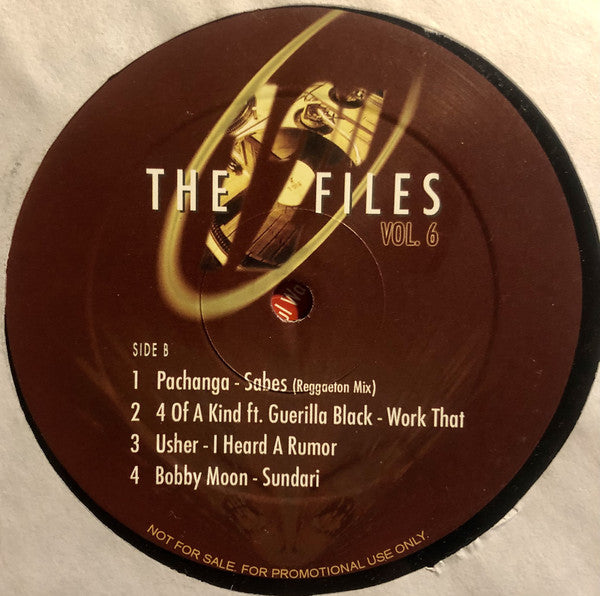 THE V FILES
VOL. 6
SIDE B
1 Pachanga - Sabes (Reggaeton Mix)
2 4 Of A Kind ft. Guerilla Black - Work That
3 Usher - I Heard A Rumor
4 Bobby Moon - Sundari
NOT FOR SALE. FOR PROMOTIONAL USE ONLY.